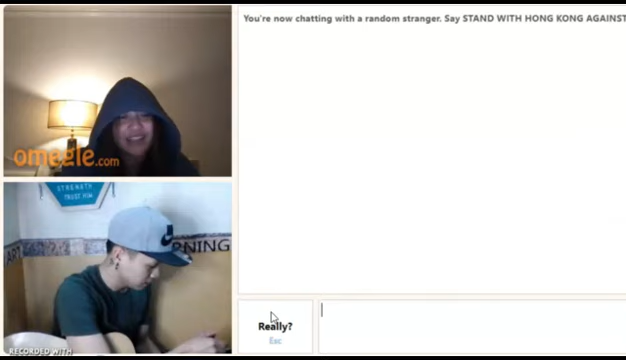 You're now chatting with a random stranger. Say STAND WITH HONG KONG AGAINST
omegle.com
STRENGTH
TRUST HIM
ART
RNING
Really?
Esc
RECORDED WITH